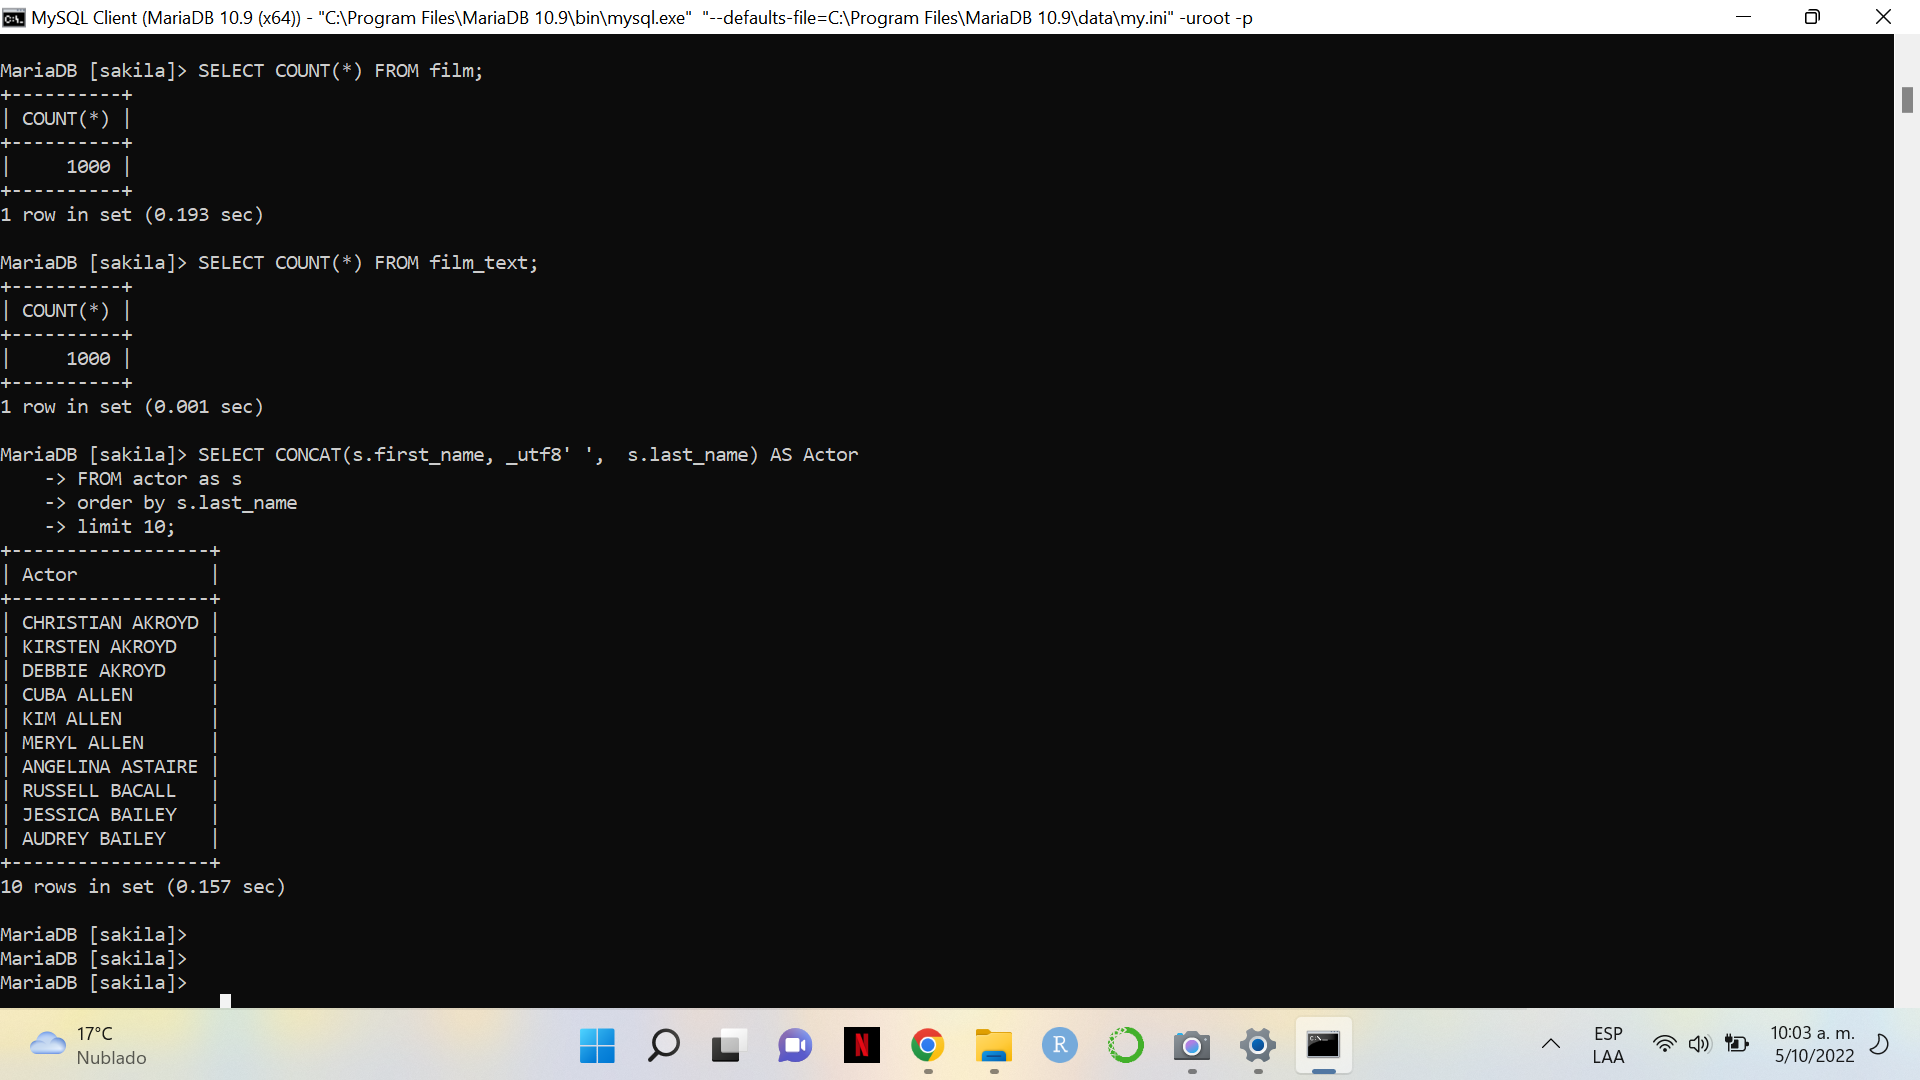 MySQL Client (MariaDB 10.9 (x64)) - "C:\Program Files\MariaDB 10.9\bin\mysql.exe"  "--defaults-file=C:\Program Files\MariaDB 10.9\data\my.ini" -uroot -p
MariaDB [sakila]> SELECT COUNT(*) FROM film;
+----------+
| COUNT(*) |
+----------+
|     1000 |
+----------+
1 row in set (0.193 sec)
MariaDB [sakila]> SELECT COUNT(*) FROM film_text;
+----------+
| COUNT(*) |
+----------+
|     1000 |
+----------+
1 row in set (0.001 sec)
MariaDB [sakila]> SELECT CONCAT(s.first_name, _utf8' ',  s.last_name) AS Actor
    -> FROM actor as s
    -> order by s.last_name
    -> limit 10;
+------------------+
| Actor            |
+------------------+
| CHRISTIAN AKROYD |
| KIRSTEN AKROYD   |
| DEBBIE AKROYD    |
| CUBA ALLEN       |
| KIM ALLEN        |
| MERYL ALLEN      |
| ANGELINA ASTAIRE |
| RUSSELL BACALL   |
| JESSICA BAILEY   |
| AUDREY BAILEY    |
+------------------+
10 rows in set (0.157 sec)
MariaDB [sakila]>
MariaDB [sakila]>
MariaDB [sakila]>
17°C
Nublado
N
R
ESP
LAA
10:03 a. m.
5/10/2022